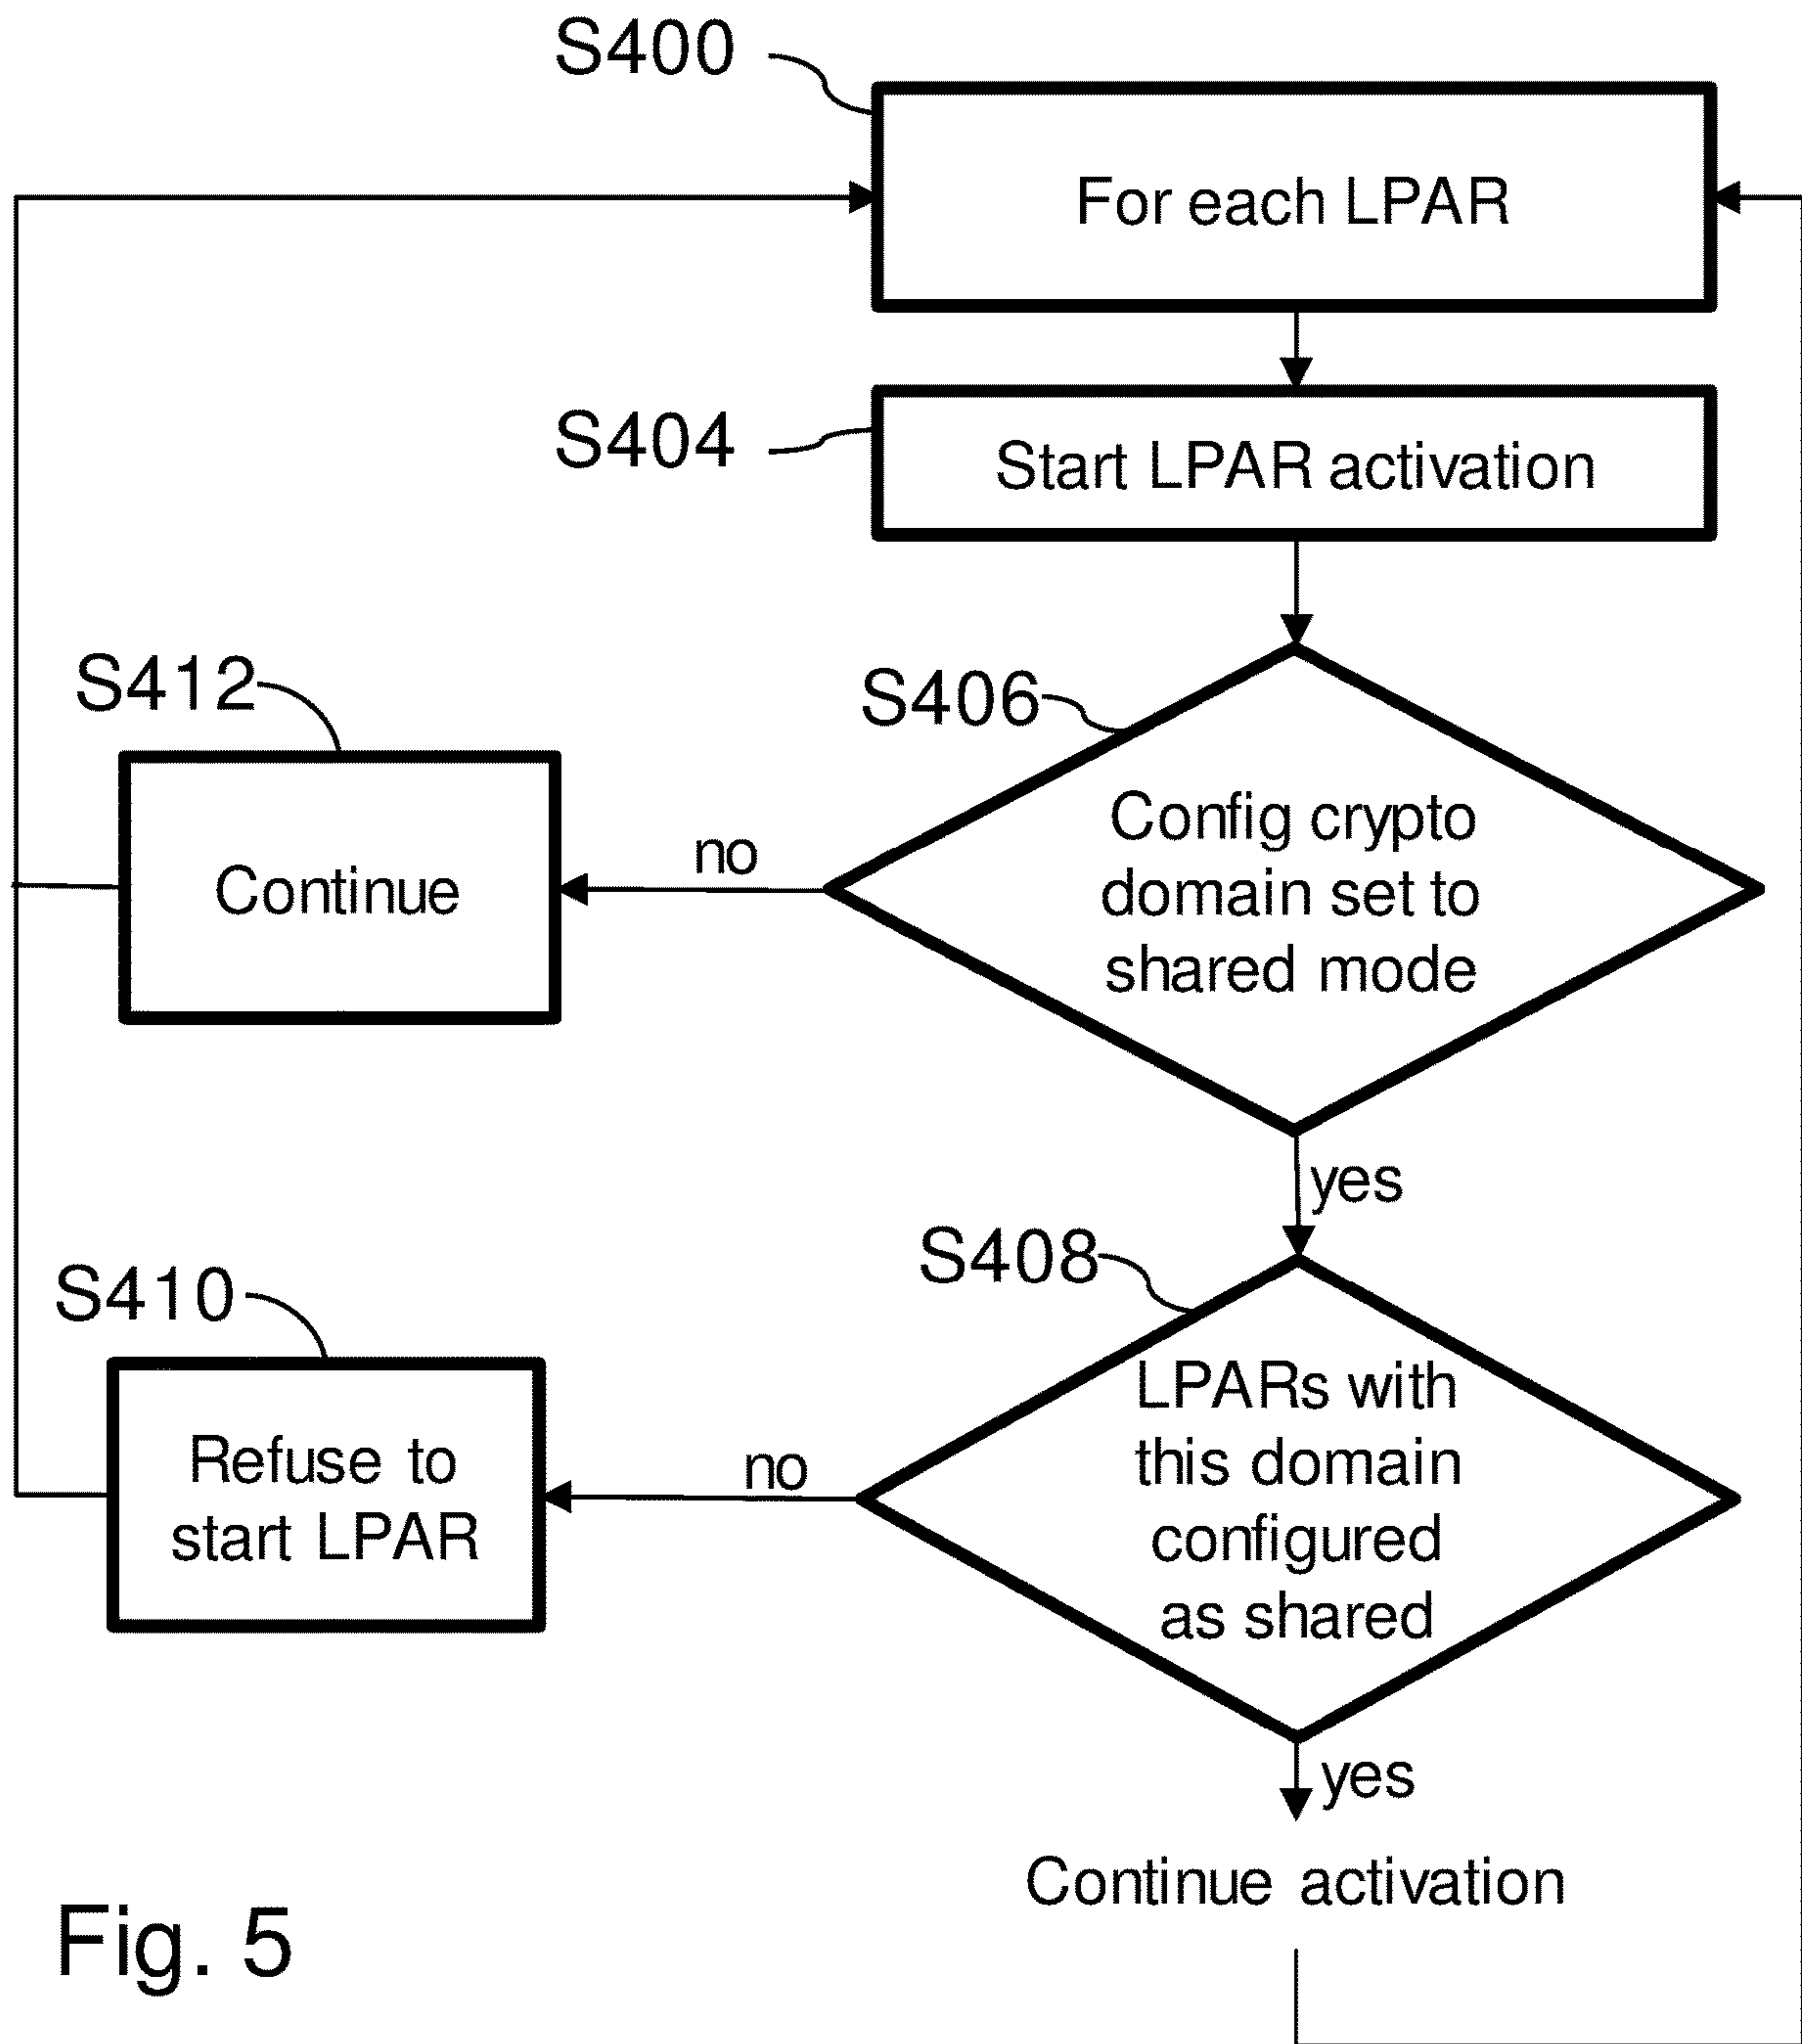 S400
For each LPAR
S404
Start LPAR activation
S412
S406
Config crypto
domain set to
shared mode
no
Continue
yes
S408
S410
LPARs with
this domain
configured
as shared
no
Refuse to
start LPAR
yes
Continue activation
Fig. 5